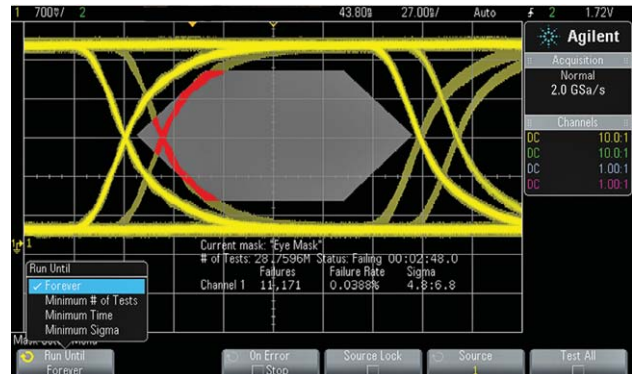 1 700▽/ 2 43.80▯ 27.00▯/ Auto 2 1.72V
Agilent
Acquisition
Normal
2.0 GSa/s
Channels
DC 10.0:1
DC 10.0:1
DC 1.00:1
DC 1.00:1
1
Current mask: "Eye Mask"
# of Tests: 28.7596M Status: Failing 00:02:48.0
Failures Failure Rate Sigma
Channel 1 11,171 0.0388% 4.8:6.8
Run Until
Forever
Minimum # of Tests
Minimum Time
Minimum Sigma
Menu
Run Until On Error Source Lock Source Test All
Forever Stop 1